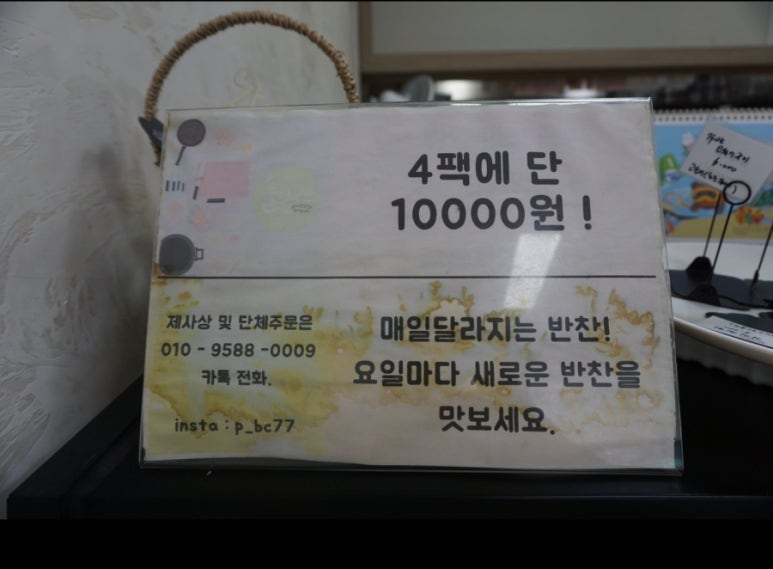 4팩에 단
10000원!
제사상 및 단체주문은
010 - 9588 -0009
카톡 전화.
insta : p_bc77
매일달라지는 반찬!
요일마다 새로운 반찬을
맛보세요.
6,000